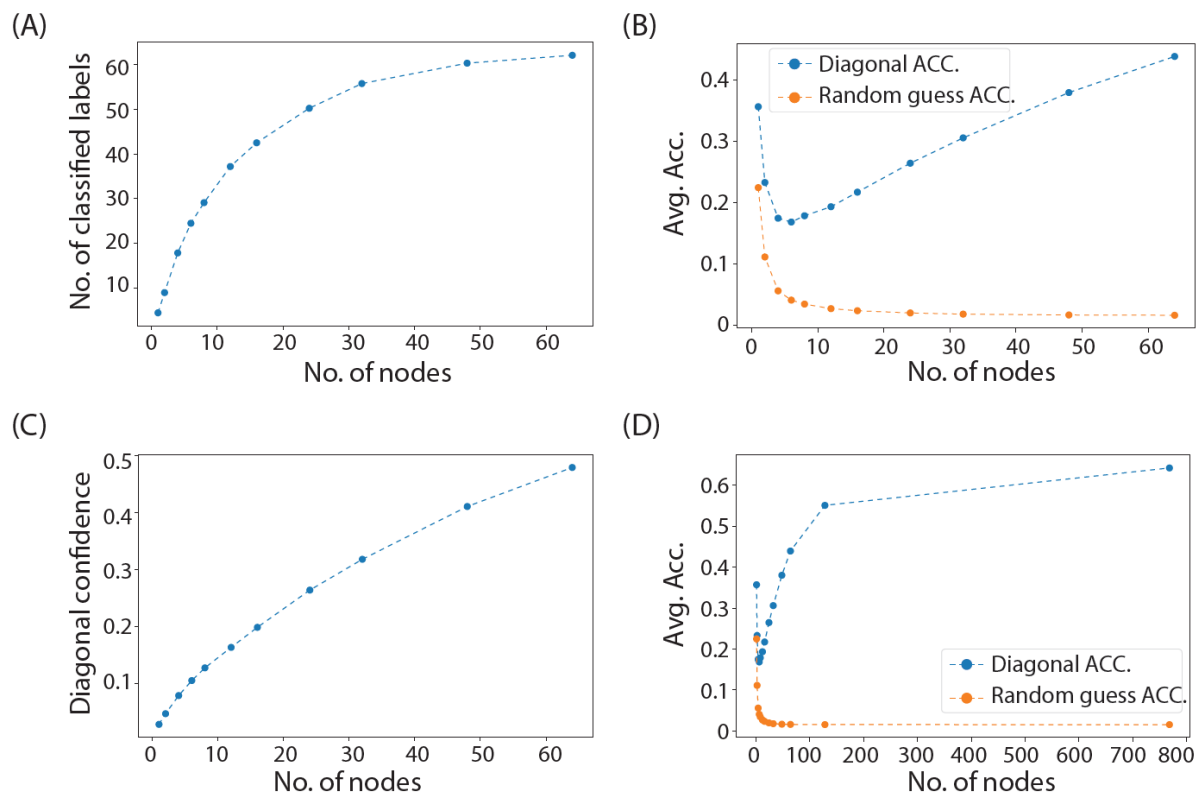 (A)
No. of classified labels
60
50
40
30
20
10
0 10 20 30 40 50 60
No. of nodes
(B)
Avg. Acc.
0.4
0.3
0.2
0.1
0
Diagonal ACC.
Random guess ACC.
0 10 20 30 40 50 60
No. of nodes
(C)
Diagonal confidence
0.5
0.4
0.3
0.2
0.1
0 10 20 30 40 50 60
No. of nodes
(D)
Avg. Acc.
0.6
0.5
0.4
0.3
0.2
0.1
0
Diagonal ACC.
Random guess ACC.
0 100 200 300 400 500 600 700 800
No. of nodes